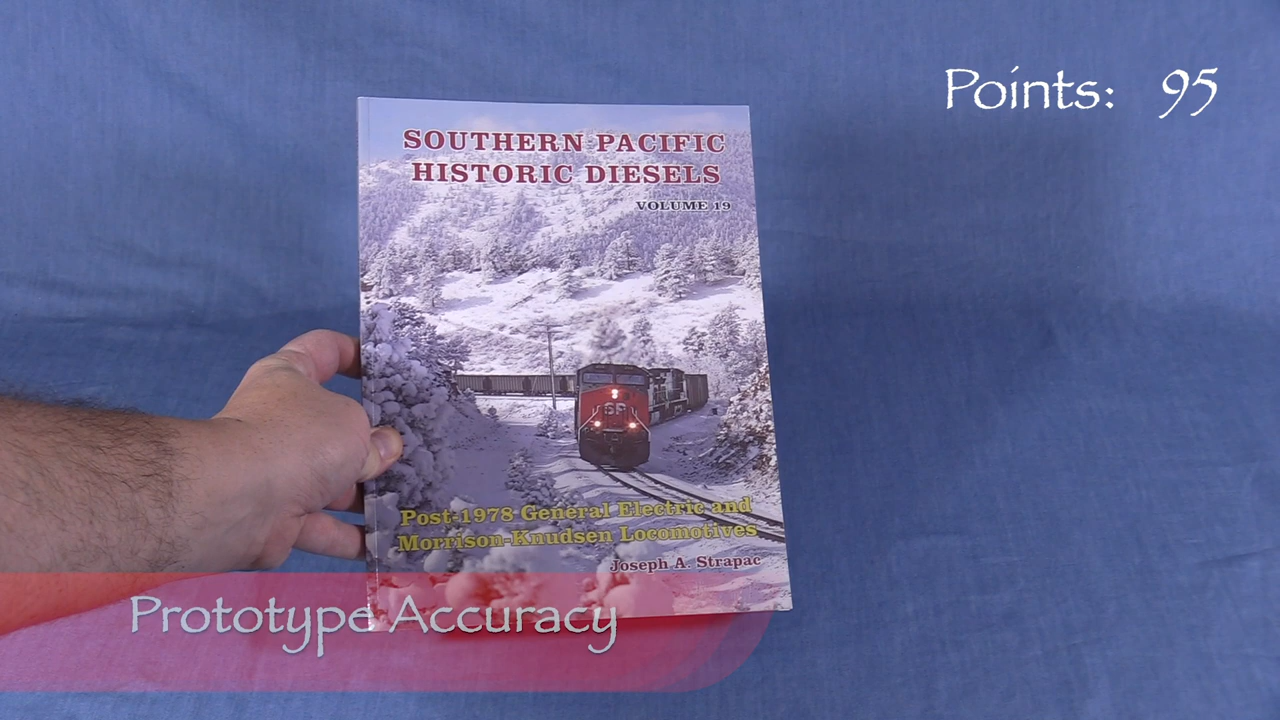 Points: 95
SOUTHERN PACIFIC
HISTORIC DIESELS
VOLUME 19
SP
Post-1978 General Electric and
Morrison-Knudsen Locomotives
Joseph A. Strapac
Prototype Accuracy